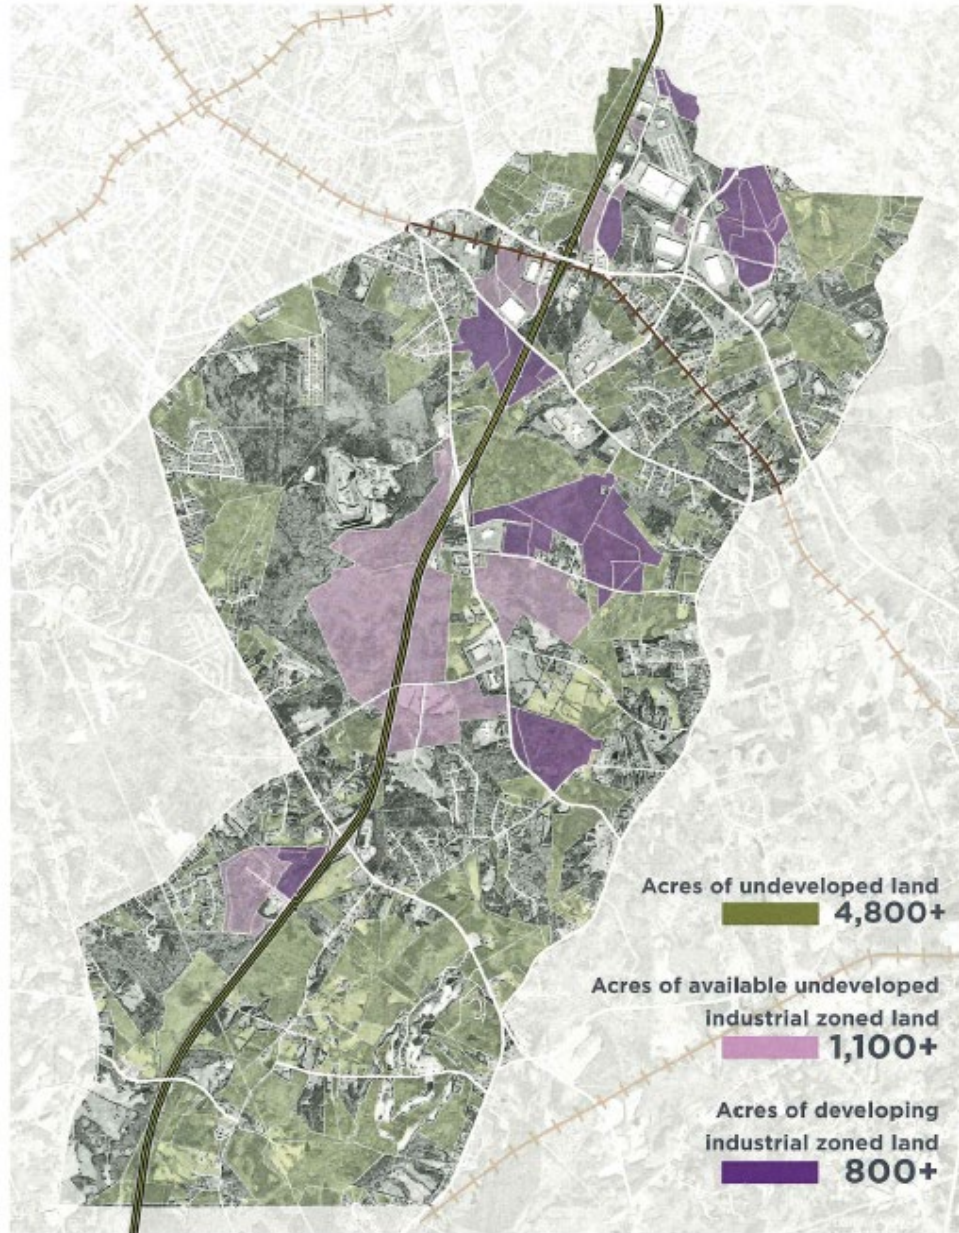 Acres of undeveloped land
4,800+
Acres of available undeveloped
industrial zoned land
1,100+
Acres of developing
industrial zoned land
800+